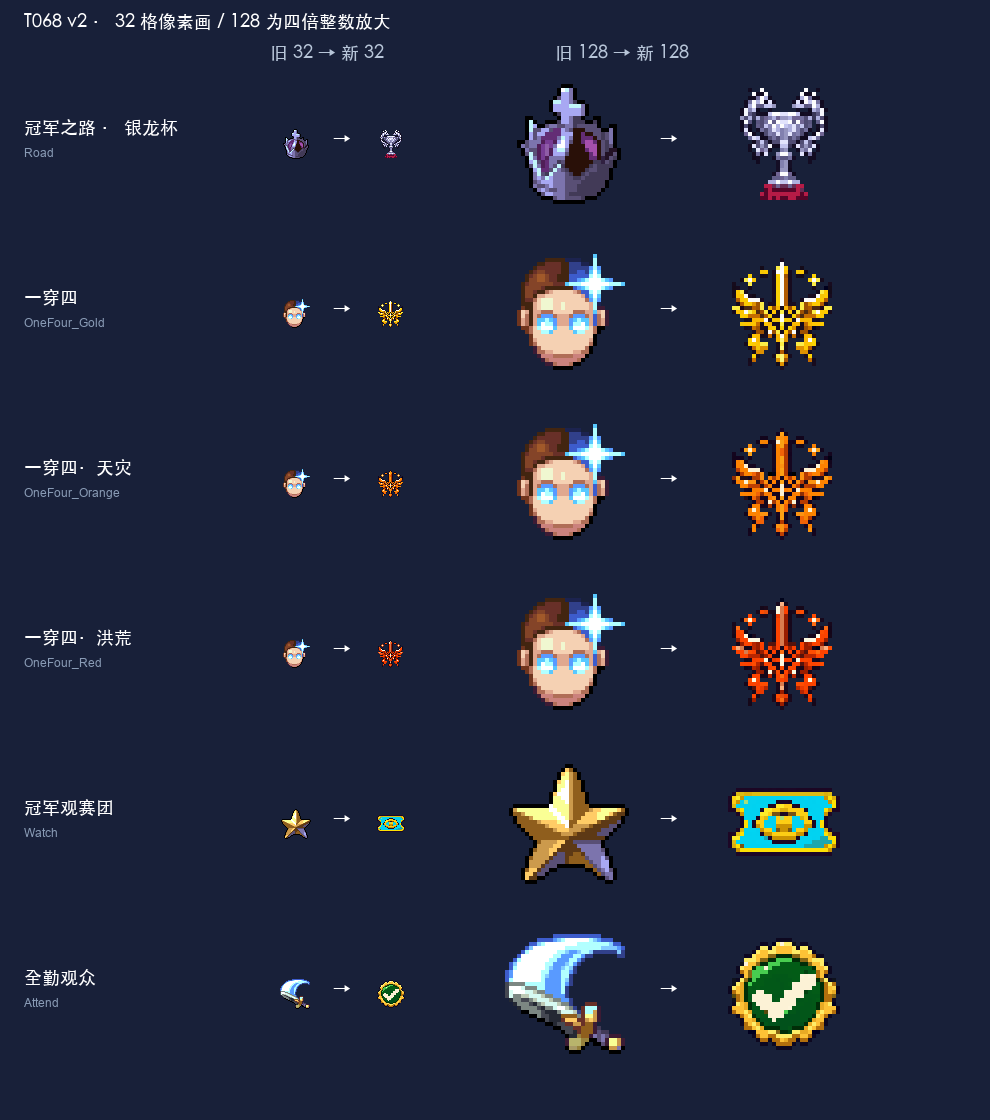 T068 v2 · 32 格像素画 / 128 为四倍整数放大
旧 32 → 新 32
旧 128 → 新 128
冠军之路 · 银龙杯
Road
→
→
一穿四
OneFour_Gold
→
→
一穿四 · 天灾
OneFour_Orange
→
→
一穿四 · 洪荒
OneFour_Red
→
→
冠军观赛团
Watch
→
→
全勤观众
Attend
→
→